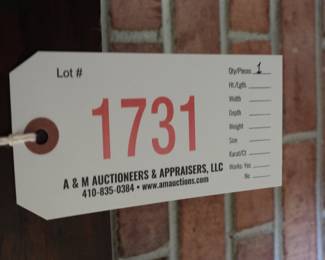 Lot #
1731
A & M AUCTIONEERS & APPRAISERS, LLC
410-835-0384 • www.amauctions.com
Qty/Pieces 1
Ht./Lgth.
Width
Depth
Weight
Size
Karat/Ct
Works: Yes
No